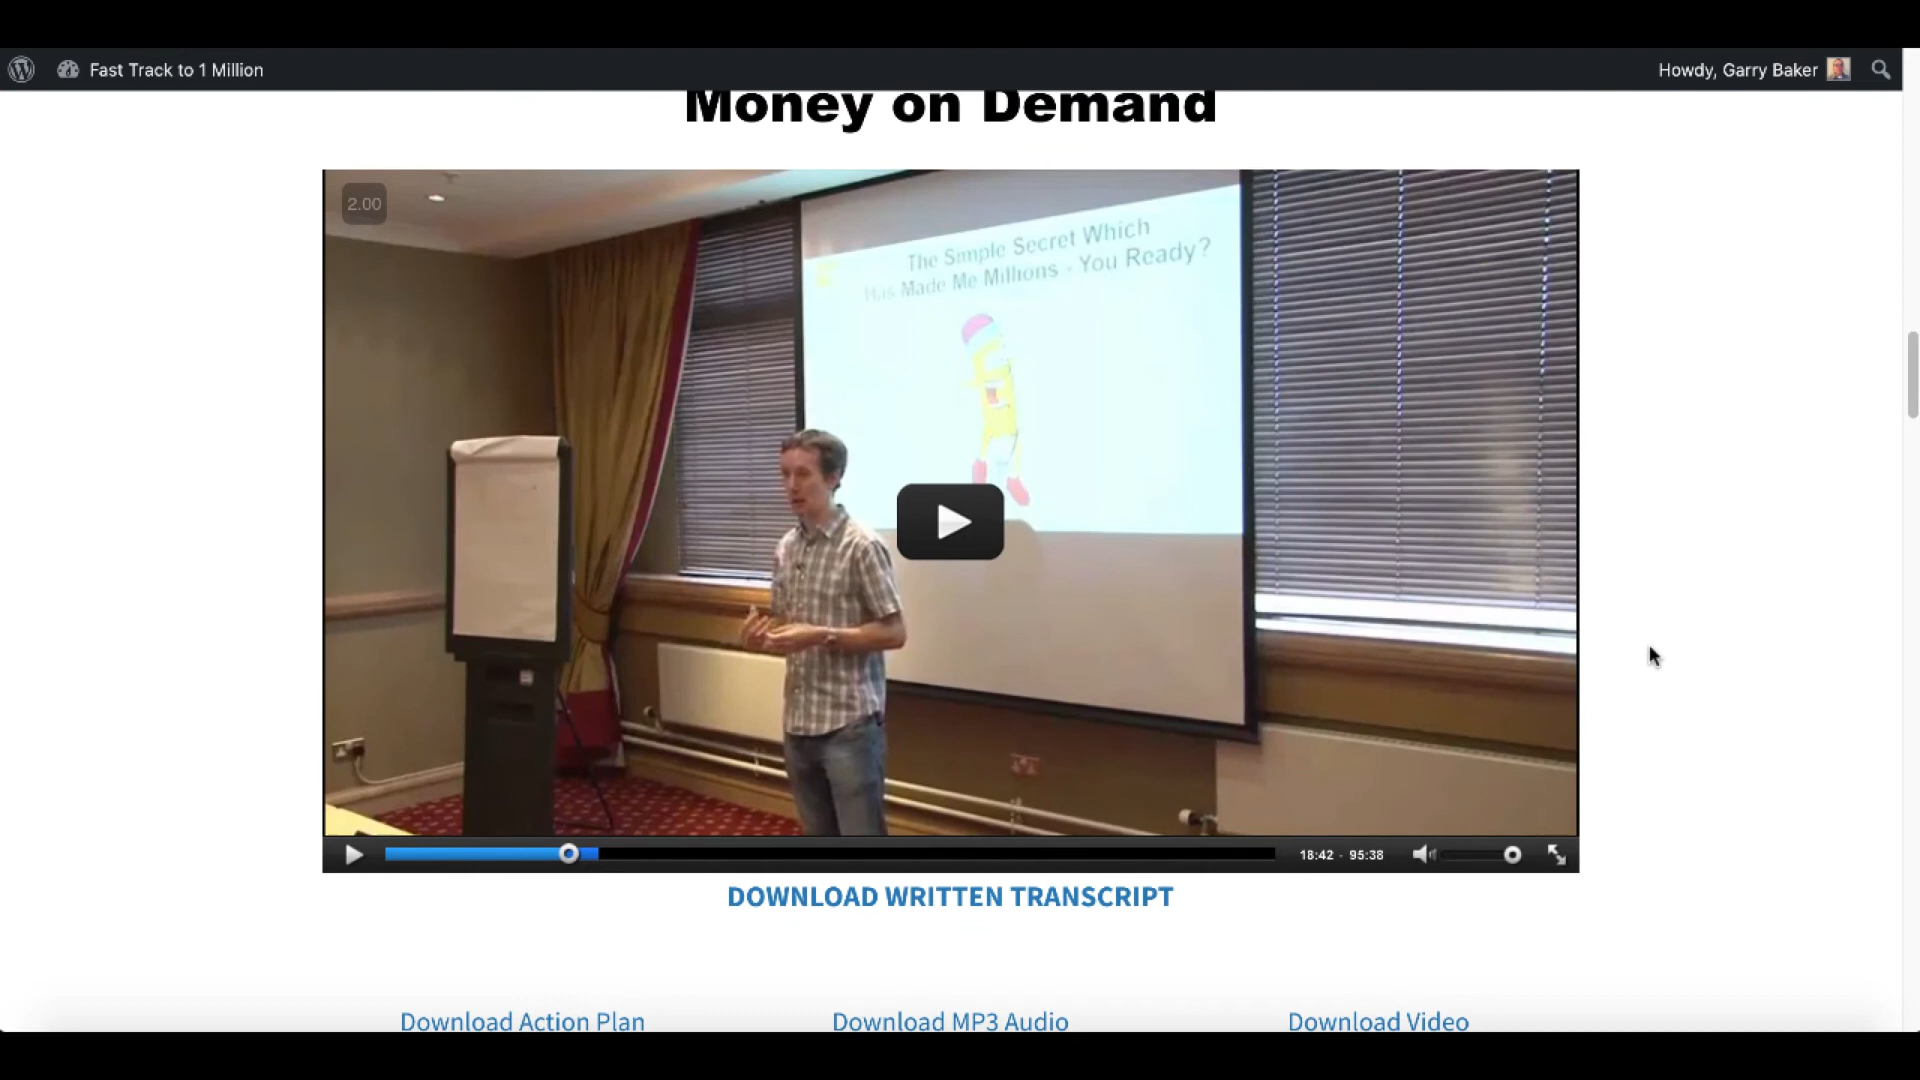 Fast Track to 1 Million
Howdy, Garry Baker
Money on Demand
2.00
The Simple Secret Which
Has Made Me Millions - You Ready?
18:42 - 95:38
DOWNLOAD WRITTEN TRANSCRIPT
Download Action Plan
Download MP3 Audio
Download Video